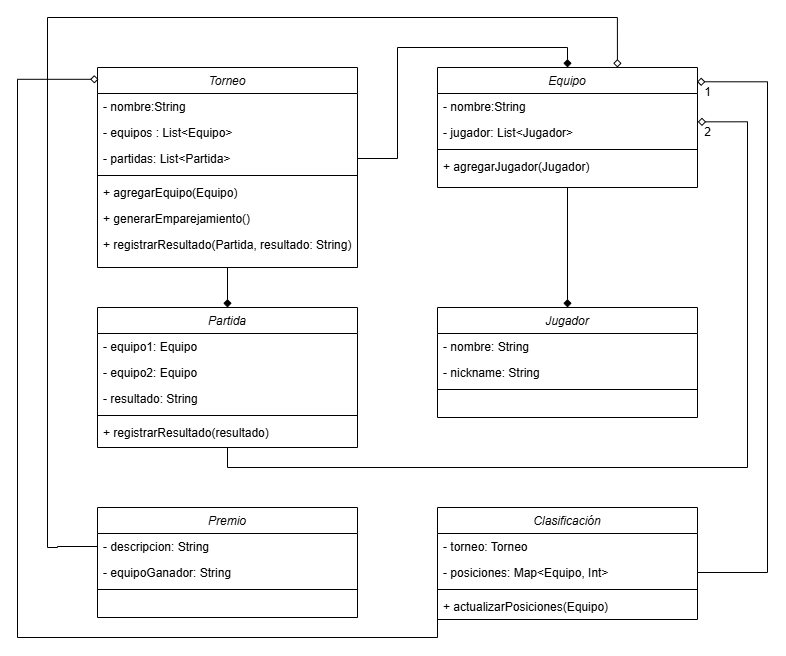 Torneo
- nombre:String
- equipos : List<Equipo>
- partidas: List<Partida>
+ agregarEquipo(Equipo)
+ generarEmparejamiento()
+ registrarResultado(Partida, resultado: String)
Equipo
- nombre:String
- jugador: List<Jugador>
+ agregarJugador(Jugador)
1
2
Partida
- equipo1: Equipo
- equipo2: Equipo
- resultado: String
+ registrarResultado(resultado)
Jugador
- nombre: String
- nickname: String
Premio
- descripcion: String
- equipoGanador: String
Clasificación
- torneo: Torneo
- posiciones: Map<Equipo, Int>
+ actualizarPosiciones(Equipo)